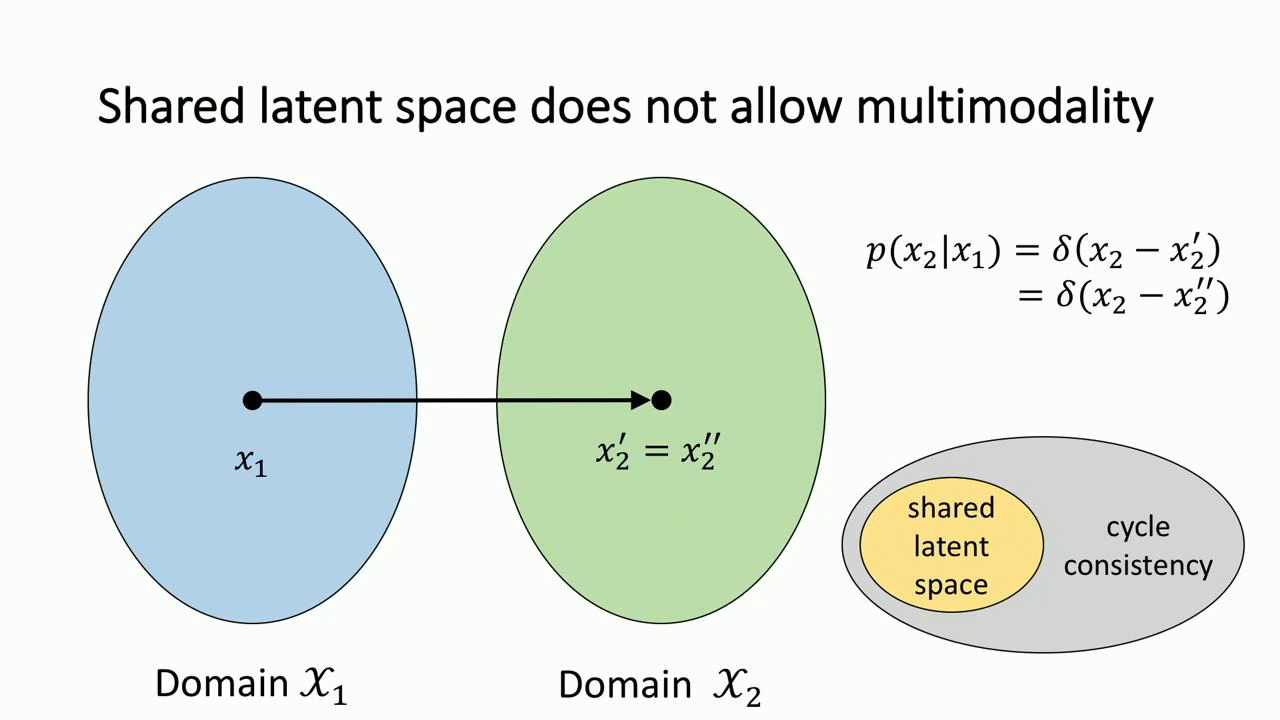 Shared latent space does not allow multimodality
p(x₂|x₁) = δ(x₂ − x₂′)
= δ(x₂ − x₂″)
x₁
x₂′ = x₂″
shared
latent
space
cycle
consistency
Domain 𝒳₁
Domain 𝒳₂